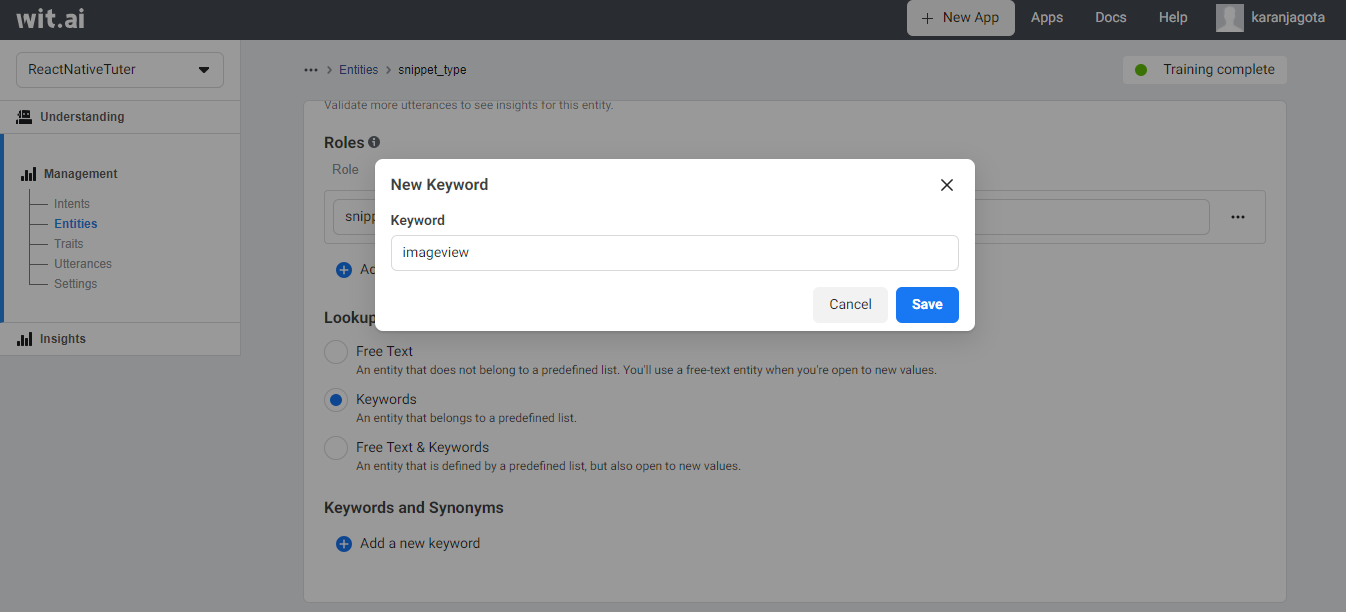 wit.ai
New App
Apps
Docs
Help
karanjagota
ReactNativeTuter
Entities
snippet_type
Training complete
Understanding
Management
Intents
Entities
Traits
Utterances
Settings
Insights
Validate more utterances to see insights for this entity.
Roles
Role
New Keyword
Keyword
imageview
Cancel
Save
Free Text
An entity that does not belong to a predefined list. You'll use a free-text entity when you're open to new values.
Keywords
An entity that belongs to a predefined list.
Free Text & Keywords
An entity that is defined by a predefined list, but also open to new values.
Keywords and Synonyms
Add a new keyword